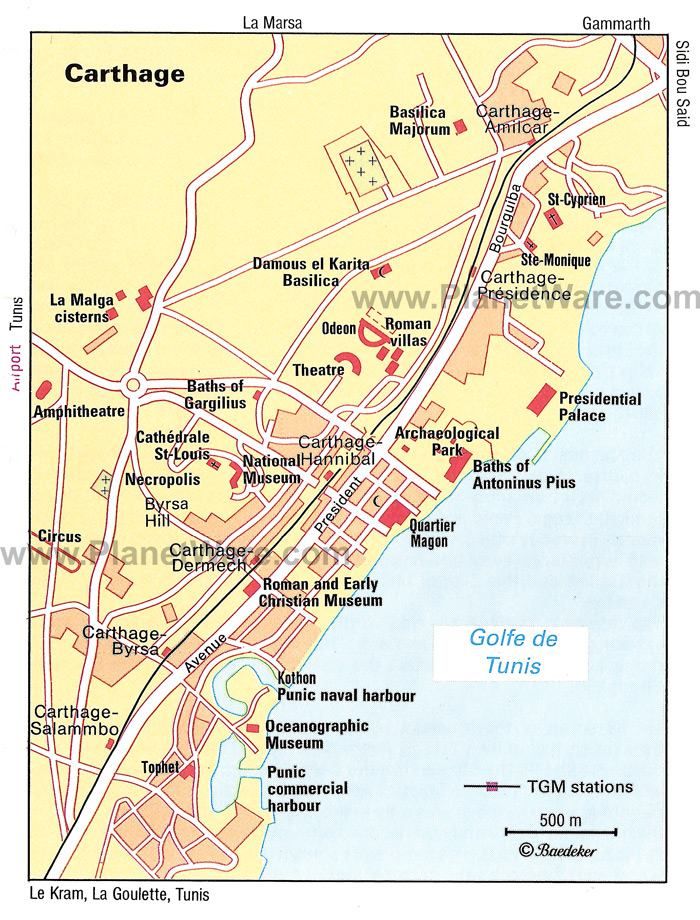 La Marsa
Gammarth
Sidi Bou Said
Carthage
Basilica
Majorum
Carthage-
Amilcar
Bourguiba
St-Cyprien
Ste-Monique
Damous el Karita
Basilica
Carthage-
Présidence
www.PlanetWare.com
La Malga
cisterns
Tunis
Airport
Odeon
Roman
villas
Theatre
Amphitheatre
Baths of
Gargilius
Presidential
Palace
Cathédrale
St-Louis
Carthage-
Hannibal
Archaeological
Park
National
Museum
Baths of
Antoninus Pius
Necropolis
Byrsa
Hill
President
Quartier
Magon
Circus
www.PlanetWare.com
Carthage-
Dermech
Roman and Early
Christian Museum
Carthage-
Byrsa
Avenue
Golfe de
Tunis
Kothon
Punic naval harbour
Carthage-
Salammbo
Oceanographic
Museum
Tophet
Punic
commercial
harbour
TGM stations
500 m
© Baedeker
Le Kram, La Goulette, Tunis